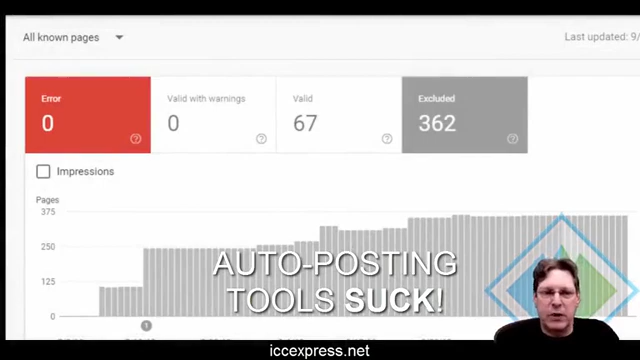 All known pages
Last updated: 9/
Error
Valid with warnings
Valid
Excluded
0
0
67
362
Impressions
Pages
375
250
125
0
1
AUTO-POSTING
TOOLS SUCK!
iccexpress.net